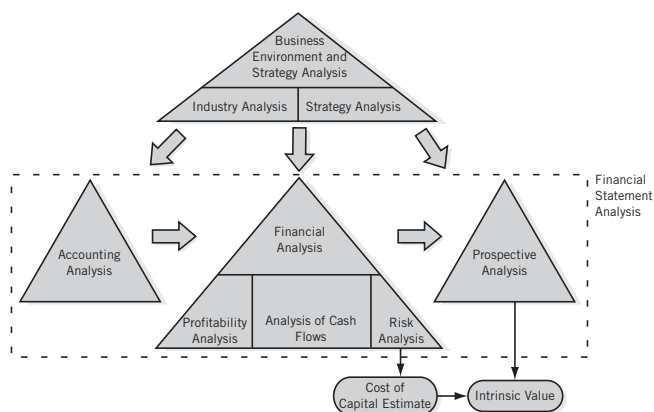 Business
Environment and
Strategy Analysis
Industry Analysis
Strategy Analysis
Financial
Statement
Analysis
Accounting
Analysis
Financial
Analysis
Prospective
Analysis
Profitability
Analysis
Analysis of Cash
Flows
Risk
Analysis
Cost of
Capital Estimate
Intrinsic Value